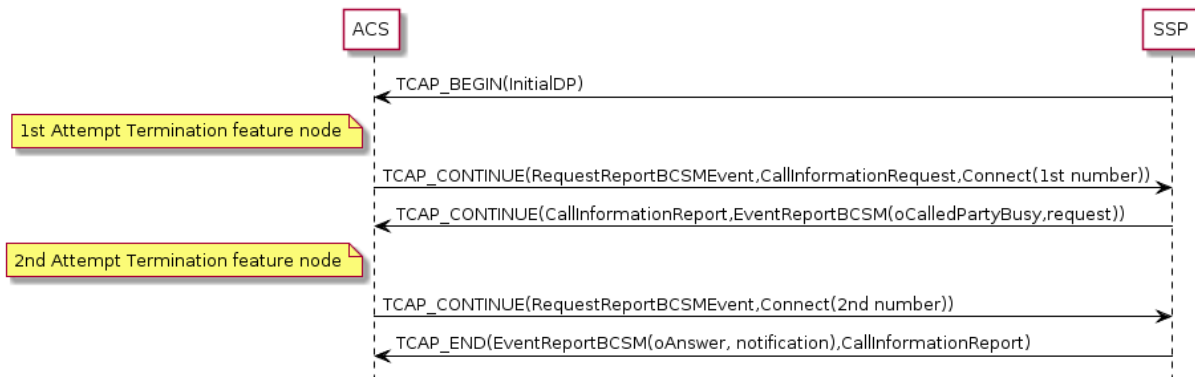 ACS SSP
TCAP_BEGIN(InitialDP)
1st Attempt Termination feature node
TCAP_CONTINUE(RequestReportBCSMEvent,CallInformationRequest,Connect(1st number))
TCAP_CONTINUE(CallInformationReport,EventReportBCSM(oCalledPartyBusy,request))
2nd Attempt Termination feature node
TCAP_CONTINUE(RequestReportBCSMEvent,Connect(2nd number))
TCAP_END(EventReportBCSM(oAnswer, notification),CallInformationReport)